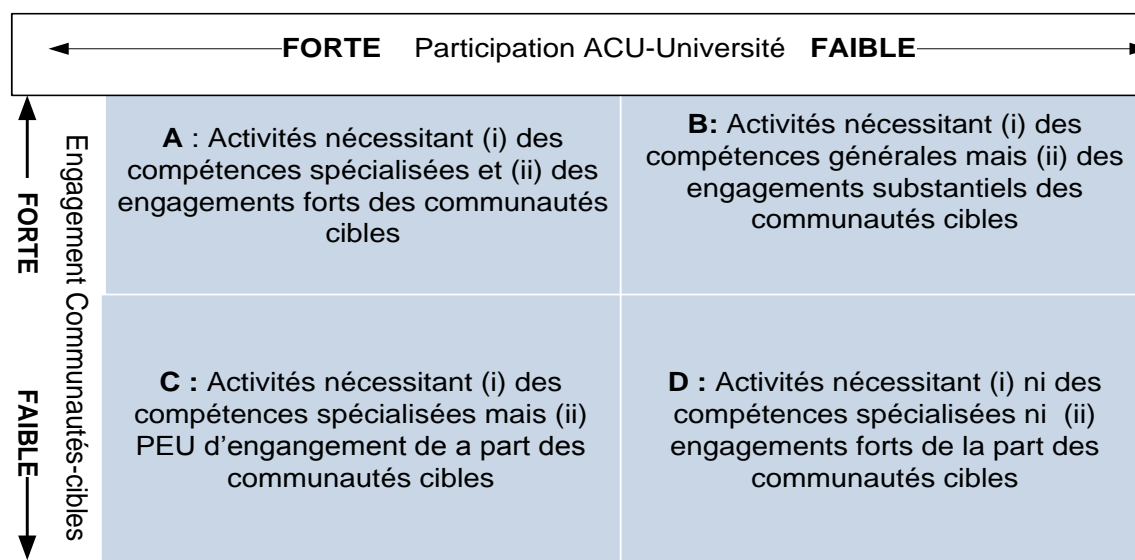 FORTE Participation ACU-Université FAIBLE
FORTE
FAIBLE
Engagement Communautés-cibles
A : Activités nécessitant (i) des
compétences spécialisées et (ii) des
engagements forts des communautés
cibles
B: Activités nécessitant (i) des
compétences générales mais (ii) des
engagements substantiels des
communautés cibles
C : Activités nécessitant (i) des
compétences spécialisées mais (ii)
PEU d’engangement de a part des
communautés cibles
D : Activités nécessitant (i) ni des
compétences spécialisées ni (ii)
engagements forts de la part des
communautés cibles